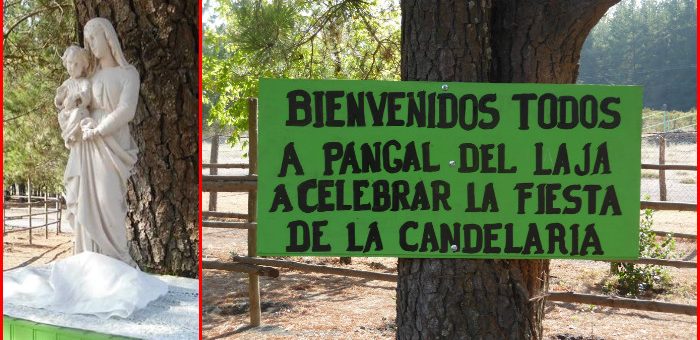 BIENVENIDOS TODOS
A PANGAL DEL LAJA
A CELEBRAR LA FIESTA
DE LA CANDELARIA